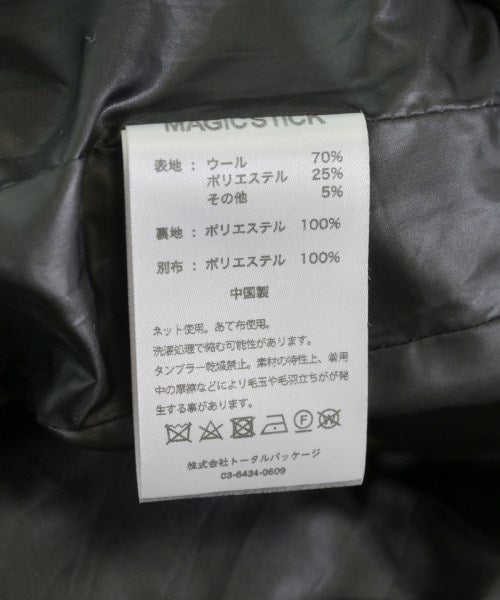 MAGIC STICK
表地 : ウール 70%
ポリエステル 25%
その他 5%
裏地 : ポリエステル 100%
別布 : ポリエステル 100%
中国製
ネット使用。あて布使用。
洗濯処理で縮む可能性があります。
タンブラー乾燥禁止。素材の特性上、着用
中の摩擦などにより毛玉や毛羽立ちがが発
生する事があります。
株式会社トータルパッケージ
03-6434-0609